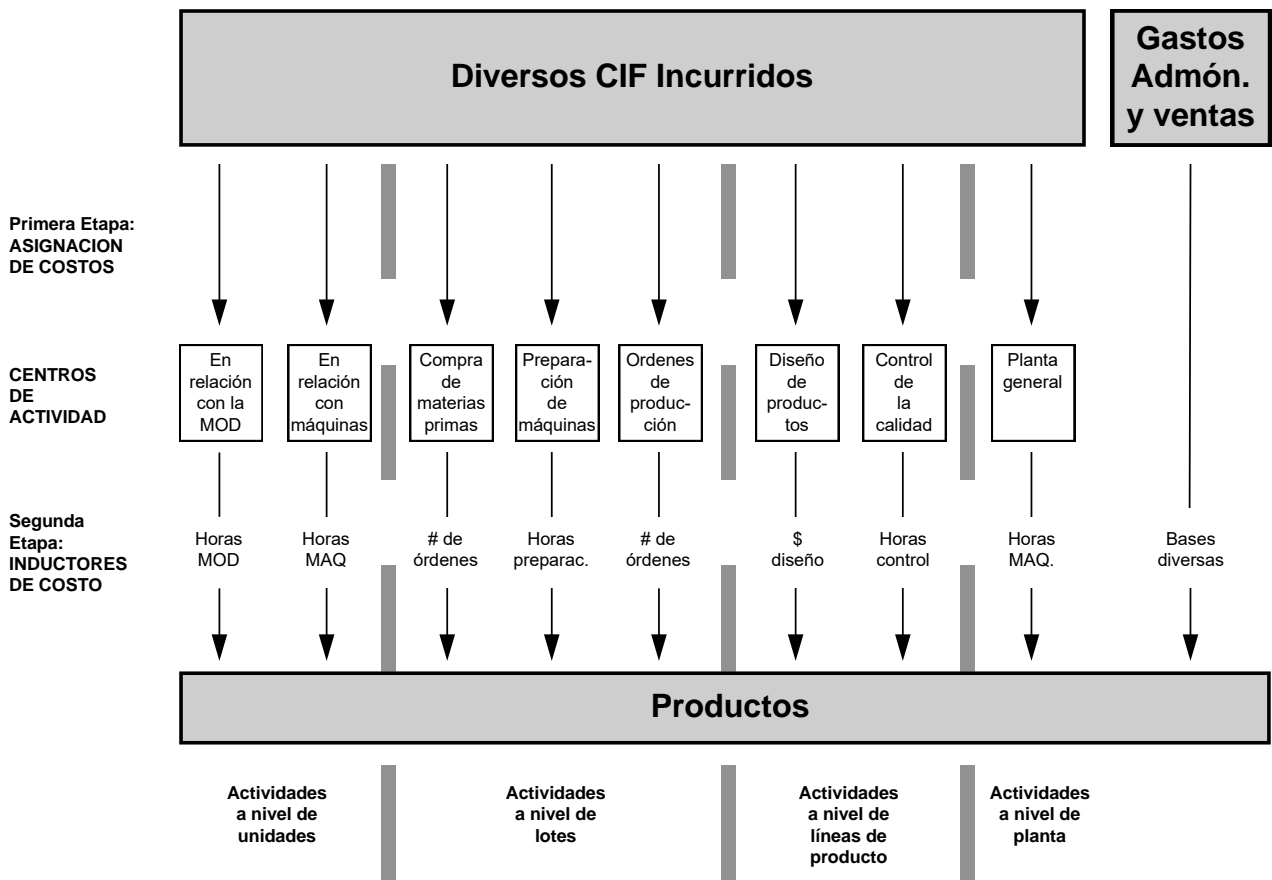 Diversos CIF Incurridos
Gastos
Admón.
y ventas
Primera Etapa:
ASIGNACION
DE COSTOS
CENTROS
DE
ACTIVIDAD
En
relación
con la
MOD
En
relación
con
máquinas
Compra
de
materias
primas
Prepara-
ción
de
máquinas
Ordenes
de
produc-
ción
Diseño
de
produc-
tos
Control
de
la
calidad
Planta
general
Segunda
Etapa:
INDUCTORES
DE COSTO
Horas
MOD
Horas
MAQ
# de
órdenes
Horas
preparac.
# de
órdenes
$
diseño
Horas
control
Horas
MAQ.
Bases
diversas
Productos
Actividades
a nivel de
unidades
Actividades
a nivel de
lotes
Actividades
a nivel de
líneas de
producto
Actividades
a nivel de
planta